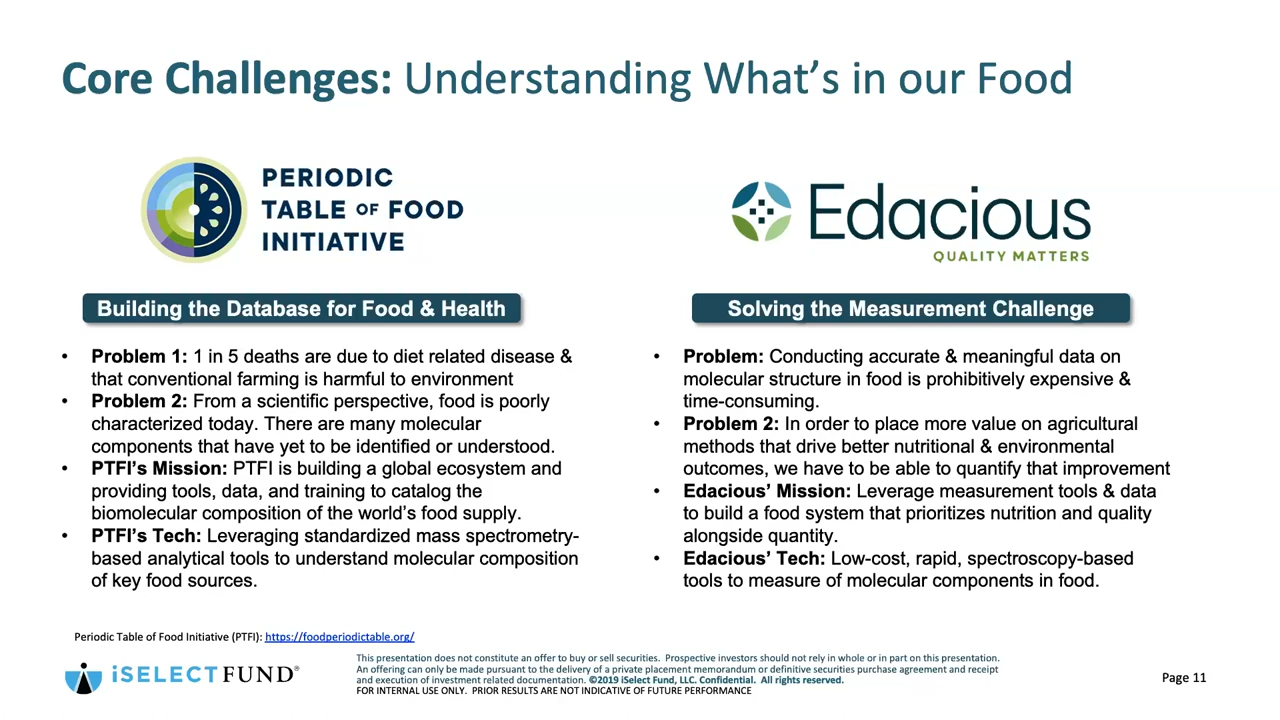 Core Challenges: Understanding What's in our Food
PERIODIC
TABLE OF FOOD
INITIATIVE
Edacious
QUALITY MATTERS
Building the Database for Food & Health
• Problem 1: 1 in 5 deaths are due to diet related disease &
that conventional farming is harmful to environment
• Problem 2: From a scientific perspective, food is poorly
characterized today. There are many molecular
components that have yet to be identified or understood.
• PTFI's Mission: PTFI is building a global ecosystem and
providing tools, data, and training to catalog the
biomolecular composition of the world's food supply.
• PTFI's Tech: Leveraging standardized mass spectrometry-
based analytical tools to understand molecular composition
of key food sources.
Solving the Measurement Challenge
• Problem: Conducting accurate & meaningful data on
molecular structure in food is prohibitively expensive &
time-consuming.
• Problem 2: In order to place more value on agricultural
methods that drive better nutritional & environmental
outcomes, we have to be able to quantify that improvement
• Edacious' Mission: Leverage measurement tools & data
to build a food system that prioritizes nutrition and quality
alongside quantity.
• Edacious' Tech: Low-cost, rapid, spectroscopy-based
tools to measure of molecular components in food.
Periodic Table of Food Initiative (PTFI): https://foodperiodictable.org/
iSELECTFUND®
This presentation does not constitute an offer to buy or sell securities. Prospective investors should not rely in whole or in part on this presentation.
An offering can only be made pursuant to the delivery of a private placement memorandum or definitive securities purchase agreement and receipt
and execution of investment related documentation. ©2019 iSelect Fund, LLC. Confidential. All rights reserved.
FOR INTERNAL USE ONLY. PRIOR RESULTS ARE NOT INDICATIVE OF FUTURE PERFORMANCE
Page 11